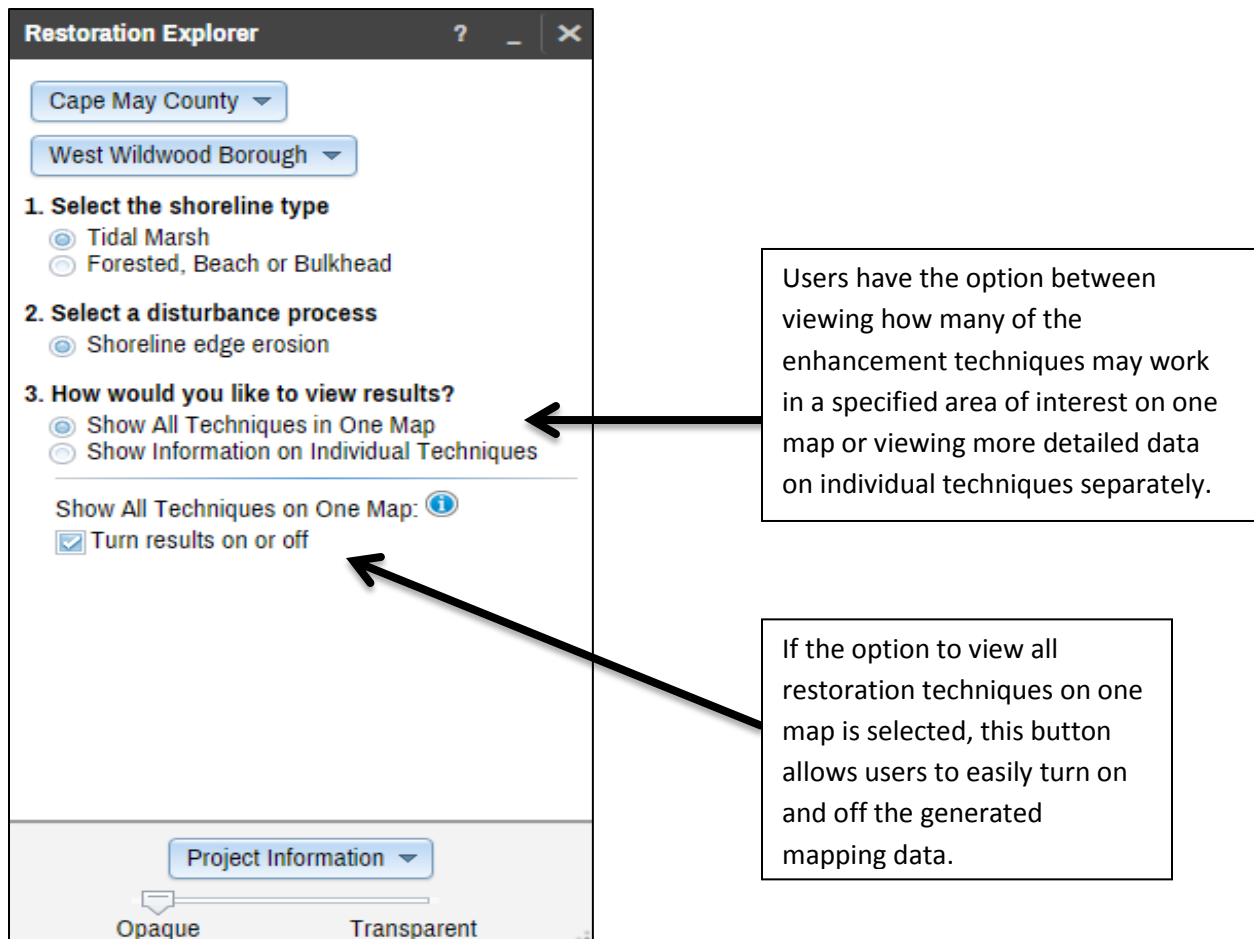 Restoration Explorer ? _ ×
Cape May County
West Wildwood Borough
1. Select the shoreline type
Tidal Marsh
Forested, Beach or Bulkhead
2. Select a disturbance process
Shoreline edge erosion
3. How would you like to view results?
Show All Techniques in One Map
Show Information on Individual Techniques
Show All Techniques on One Map:
Turn results on or off
Project Information
Opaque Transparent
Users have the option between
viewing how many of the
enhancement techniques may work
in a specified area of interest on one
map or viewing more detailed data
on individual techniques separately.
If the option to view all
restoration techniques on one
map is selected, this button
allows users to easily turn on
and off the generated
mapping data.